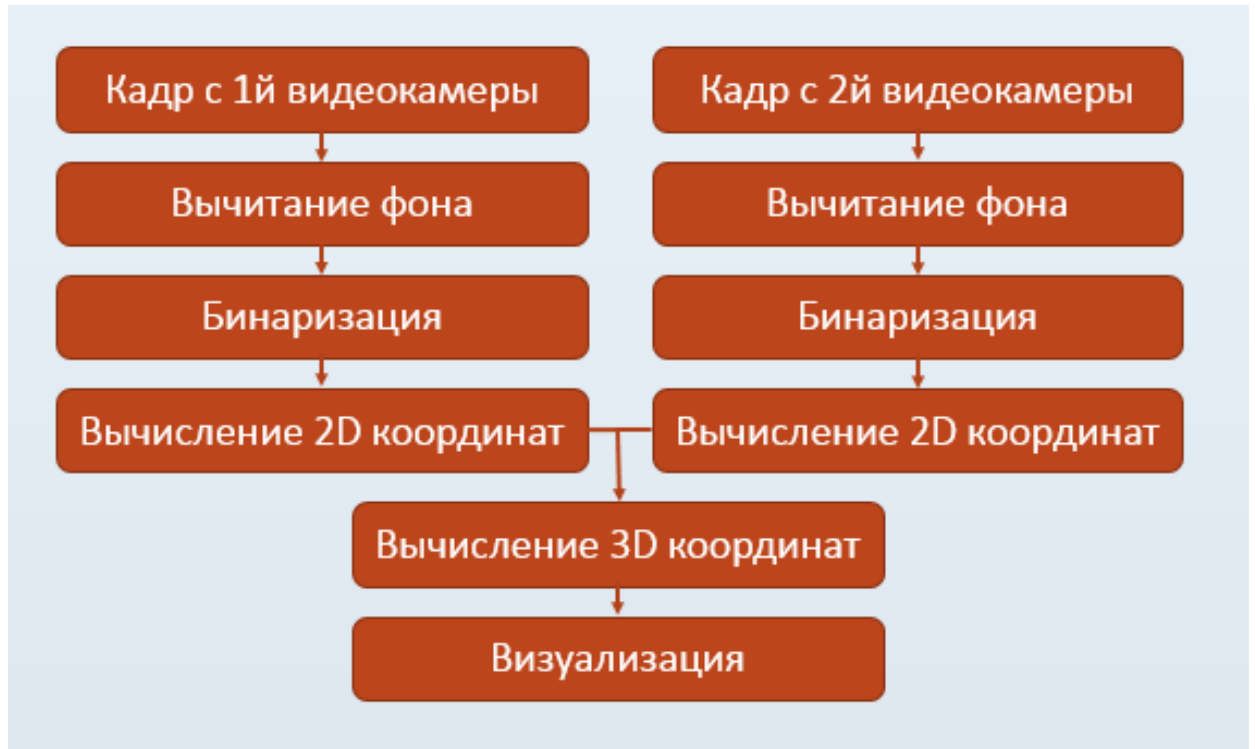 Кадр с 1й видеокамеры
Вычитание фона
Бинаризация
Вычисление 2D координат
Кадр с 2й видеокамеры
Вычитание фона
Бинаризация
Вычисление 2D координат
Вычисление 3D координат
Визуализация